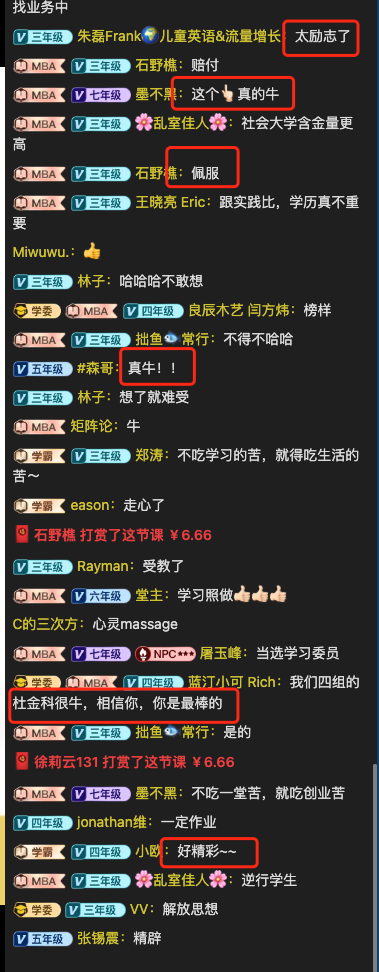 找业务中
V 三年级 朱磊Frank🌍儿童英语&流量增长: 太励志了
MBA V 三年级 石野樵: 赔付
MBA V 七年级 墨不黑: 这个👆🏻真的牛
MBA V 三年级 🌸乱室佳人🌸: 社会大学含金量更
高
MBA V 三年级 石野樵: 佩服
MBA V 三年级 王晓亮 Eric: 跟实践比，学历真不重
要
Miwuwu.: 👍
V 三年级 林子: 哈哈哈不敢想
学委 MBA V 四年级 良辰木艺 闫方炜: 榜样
MBA V 三年级 拙鱼🐟常行: 不得不哈哈
V 五年级 #森哥: 真牛！！
V 三年级 林子: 想了就难受
MBA 矩阵论: 牛
学霸 V 三年级 郑涛: 不吃学习的苦，就得吃生活的
苦～
学霸 eason: 走心了
石野樵 打赏了这节课 ￥6.66
V 三年级 Rayman: 受教了
MBA V 六年级 堂主: 学习照做👍🏻👍🏻👍🏻
C的三次方: 心灵massage
MBA V 七年级 NPC★★★ 屠玉峰: 当选学习委员
学委 MBA V 四年级 蓝汀小可 Rich: 我们四组的
杜金科很牛，相信你，你是最棒的
MBA V 三年级 拙鱼🐟常行: 是的
徐莉云131 打赏了这节课 ￥6.66
MBA V 七年级 墨不黑: 不吃一堂苦，就吃创业苦
V 四年级 jonathan维: 一定作业
学霸 V 四年级 小欧: 好精彩~~
MBA V 三年级 🌸乱室佳人🌸: 逆行学生
学委 V 三年级 VV: 解放思想
V 五年级 张锡震: 精辟